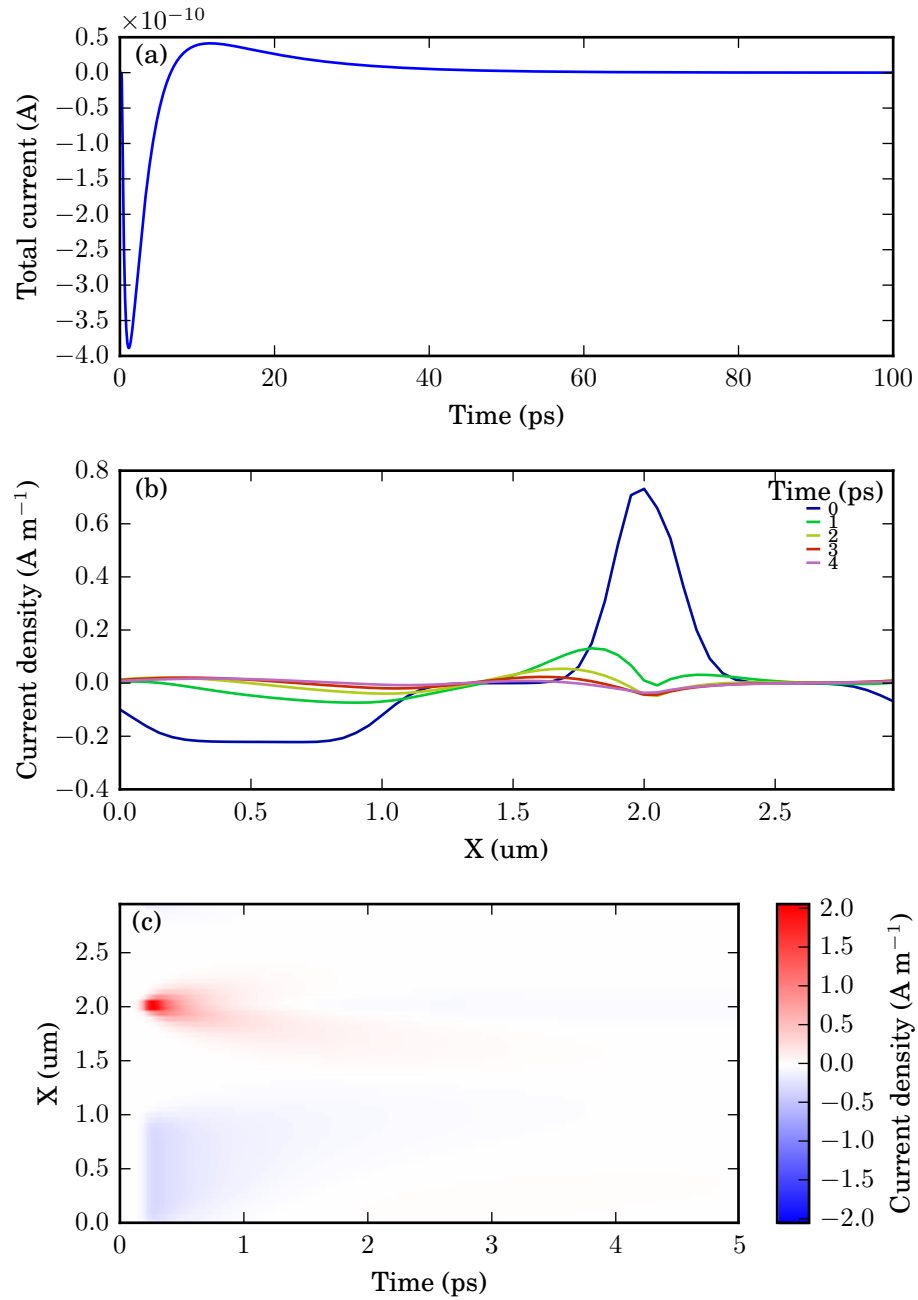 ×10⁻¹⁰
(a)
0.5
0.0
−0.5
−1.0
−1.5
−2.0
−2.5
−3.0
−3.5
−4.0
Total current (A)
0 20 40 60 80 100
Time (ps)
(b)
0.8
0.6
0.4
0.2
0.0
−0.2
−0.4
Current density (A m⁻¹)
Time (ps)
0
1
2
3
4
0.0 0.5 1.0 1.5 2.0 2.5
X (um)
(c)
2.5
2.0
1.5
1.0
0.5
0.0
X (um)
0 1 2 3 4 5
Time (ps)
2.0
1.5
1.0
0.5
0.0
−0.5
−1.0
−1.5
−2.0
Current density (A m⁻¹)